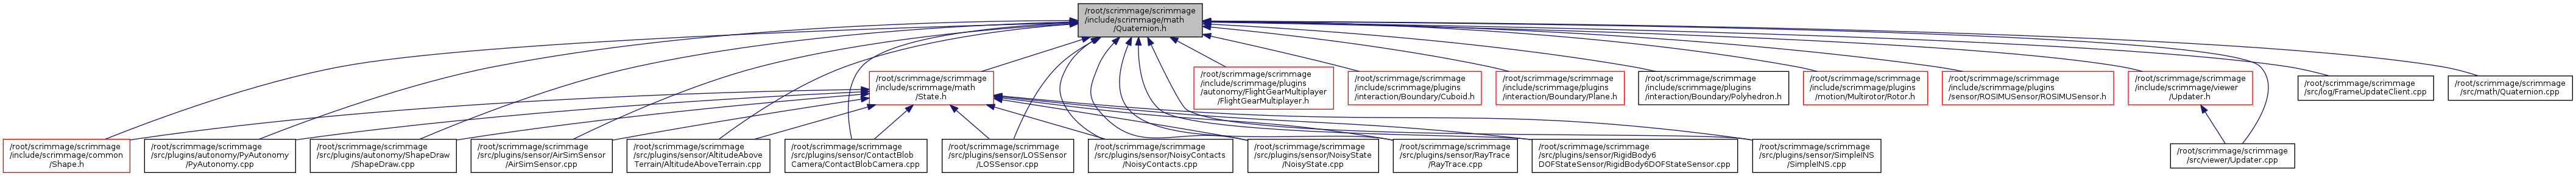 /root/scrimmage/scrimmage
/include/scrimmage/math
/Quaternion.h
/root/scrimmage/scrimmage
/include/scrimmage/math
/State.h
/root/scrimmage/scrimmage
/include/scrimmage/plugins
/autonomy/FlightGearMultiplayer
/FlightGearMultiplayer.h
/root/scrimmage/scrimmage
/include/scrimmage/plugins
/interaction/Boundary/Cuboid.h
/root/scrimmage/scrimmage
/include/scrimmage/plugins
/interaction/Boundary/Plane.h
/root/scrimmage/scrimmage
/include/scrimmage/plugins
/interaction/Boundary/Polyhedron.h
/root/scrimmage/scrimmage
/include/scrimmage/plugins
/motion/Multirotor/Rotor.h
/root/scrimmage/scrimmage
/include/scrimmage/plugins
/sensor/ROSIMUSensor/ROSIMUSensor.h
/root/scrimmage/scrimmage
/include/scrimmage/viewer
/Updater.h
/root/scrimmage/scrimmage
/src/log/FrameUpdateClient.cpp
/root/scrimmage/scrimmage
/src/math/Quaternion.cpp
/root/scrimmage/scrimmage
/include/scrimmage/common
/Shape.h
/root/scrimmage/scrimmage
/src/plugins/autonomy/PyAutonomy
/PyAutonomy.cpp
/root/scrimmage/scrimmage
/src/plugins/autonomy/ShapeDraw
/ShapeDraw.cpp
/root/scrimmage/scrimmage
/src/plugins/sensor/AirSimSensor
/AirSimSensor.cpp
/root/scrimmage/scrimmage
/src/plugins/sensor/AltitudeAbove
Terrain/AltitudeAboveTerrain.cpp
/root/scrimmage/scrimmage
/src/plugins/sensor/ContactBlob
Camera/ContactBlobCamera.cpp
/root/scrimmage/scrimmage
/src/plugins/sensor/LOSSensor
/LOSSensor.cpp
/root/scrimmage/scrimmage
/src/plugins/sensor/NoisyContacts
/NoisyContacts.cpp
/root/scrimmage/scrimmage
/src/plugins/sensor/NoisyState
/NoisyState.cpp
/root/scrimmage/scrimmage
/src/plugins/sensor/RayTrace
/RayTrace.cpp
/root/scrimmage/scrimmage
/src/plugins/sensor/RigidBody6
DOFStateSensor/RigidBody6DOFStateSensor.cpp
/root/scrimmage/scrimmage
/src/plugins/sensor/SimpleINS
/SimpleINS.cpp
/root/scrimmage/scrimmage
/src/viewer/Updater.cpp